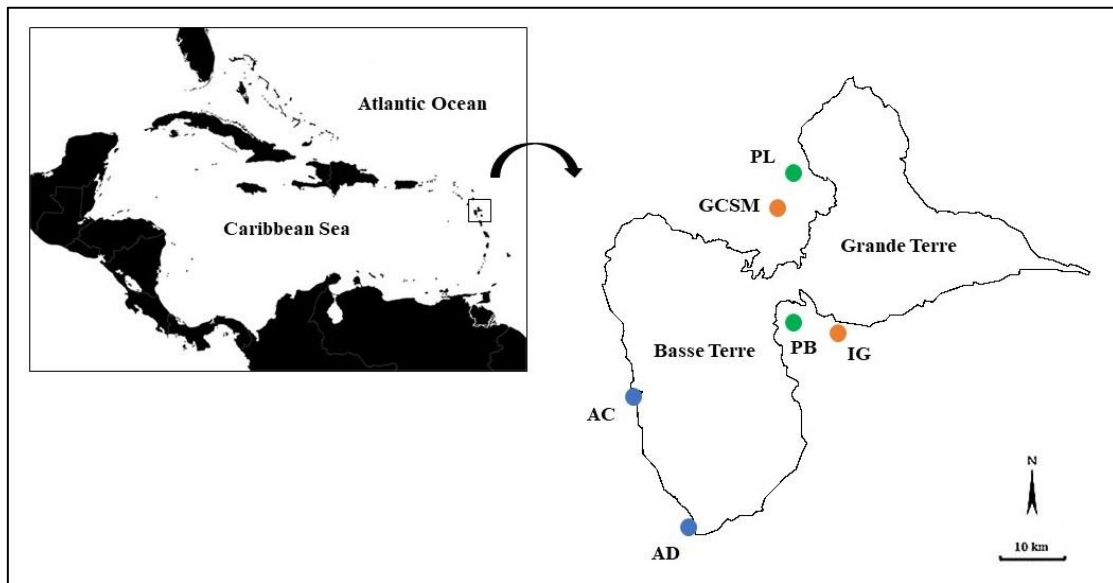 Atlantic Ocean
Caribbean Sea
PL
GCSM
Grande Terre
Basse Terre
PB
IG
AC
AD
N
10 km